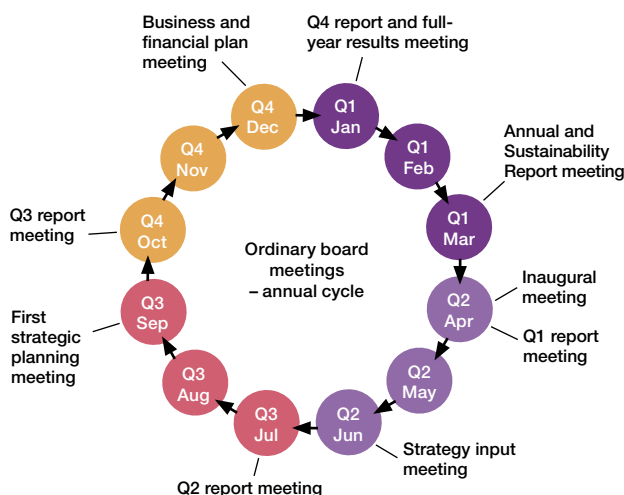 Business and
financial plan
meeting
Q4 report and full-
year results meeting
Q4
Dec
Q1
Jan
Q4
Nov
Q1
Feb
Annual and
Sustainability
Report meeting
Q3 report
meeting
Q4
Oct
Q1
Mar
Ordinary board
meetings
– annual cycle
Inaugural
meeting
First
strategic
planning
meeting
Q3
Sep
Q2
Apr
Q1 report
meeting
Q3
Aug
Q2
May
Q3
Jul
Q2
Jun
Strategy input
meeting
Q2 report meeting